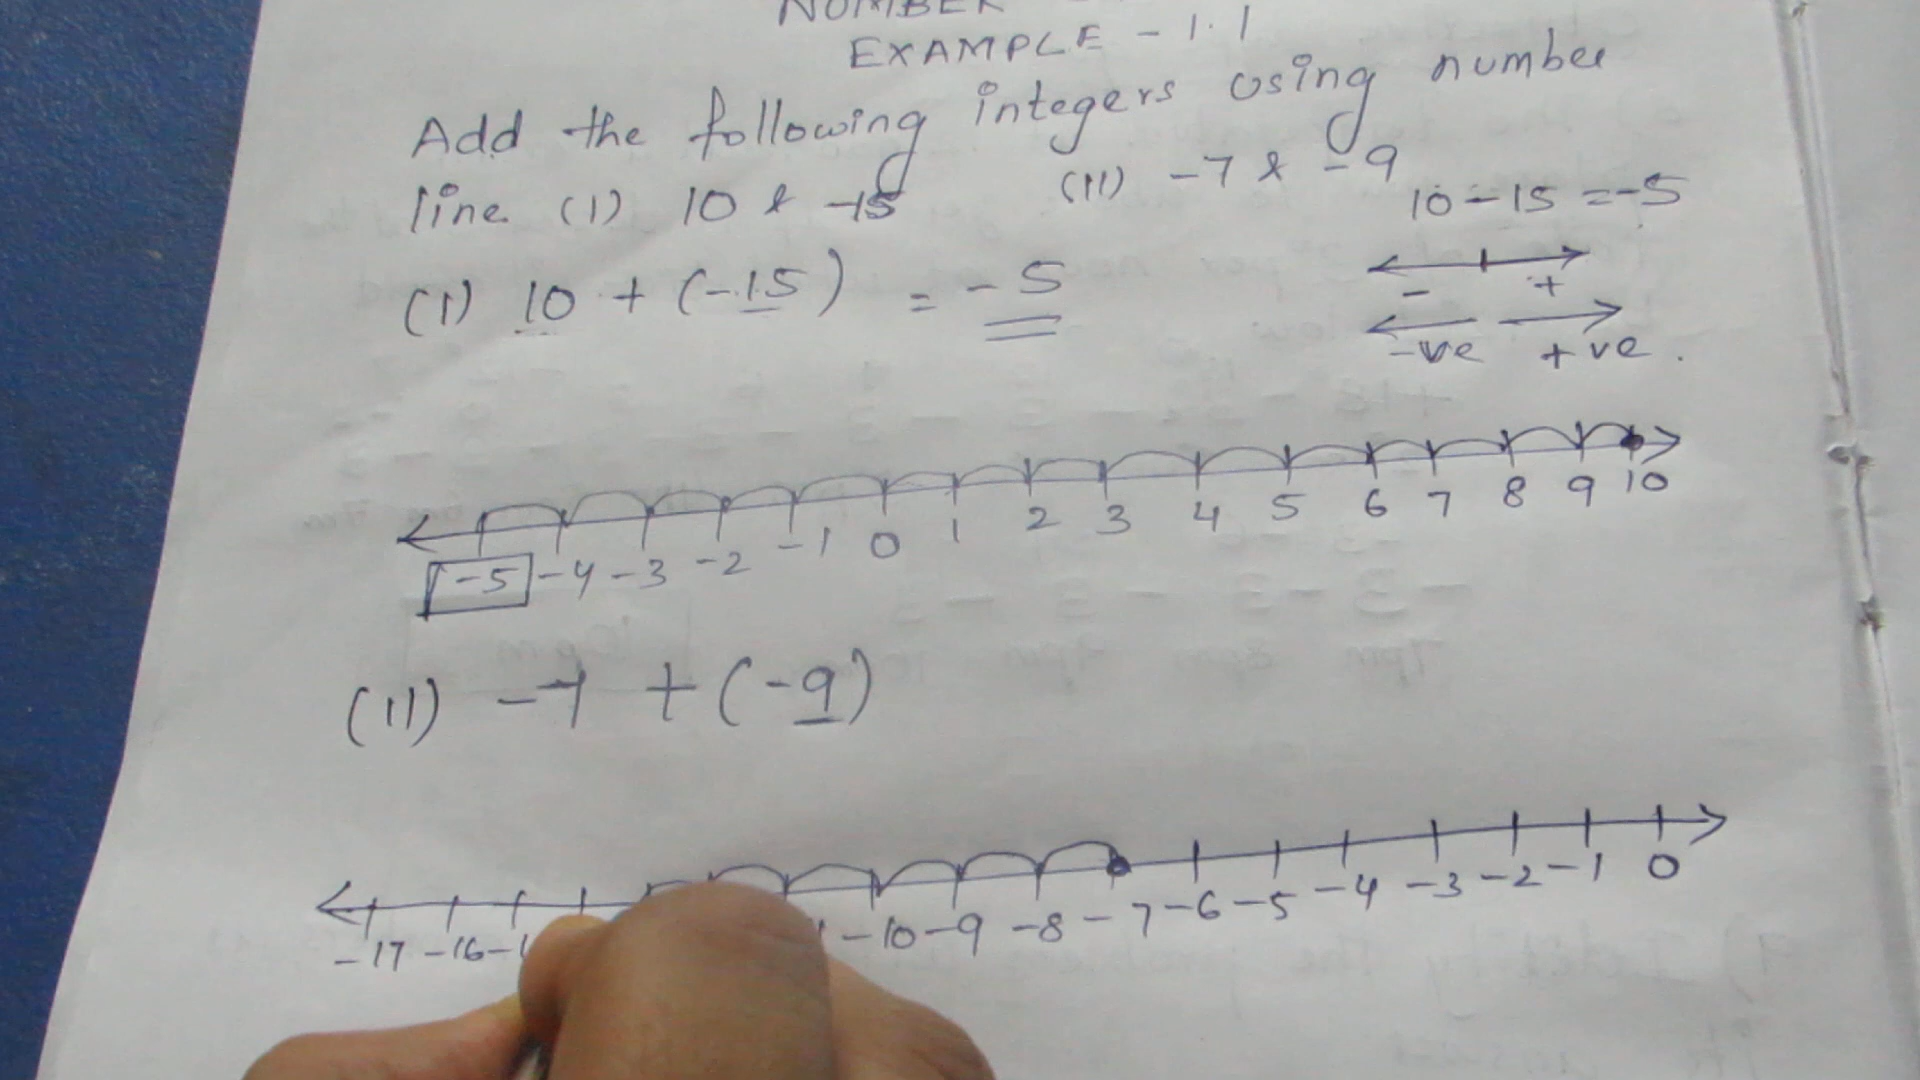 NUMBER
EXAMPLE - 1.1
Add the following integers using number
line (I) 10 & -15 (II) -7 & -9
10 - 15 = -5
(I) 10 + (-15) = -5
- +
-ve +ve.
-5 -4 -3 -2 -1 0 1 2 3 4 5 6 7 8 9 10
(II) -7 + (-9)
-17 -16 -10 -9 -8 -7 -6 -5 -4 -3 -2 -1 0